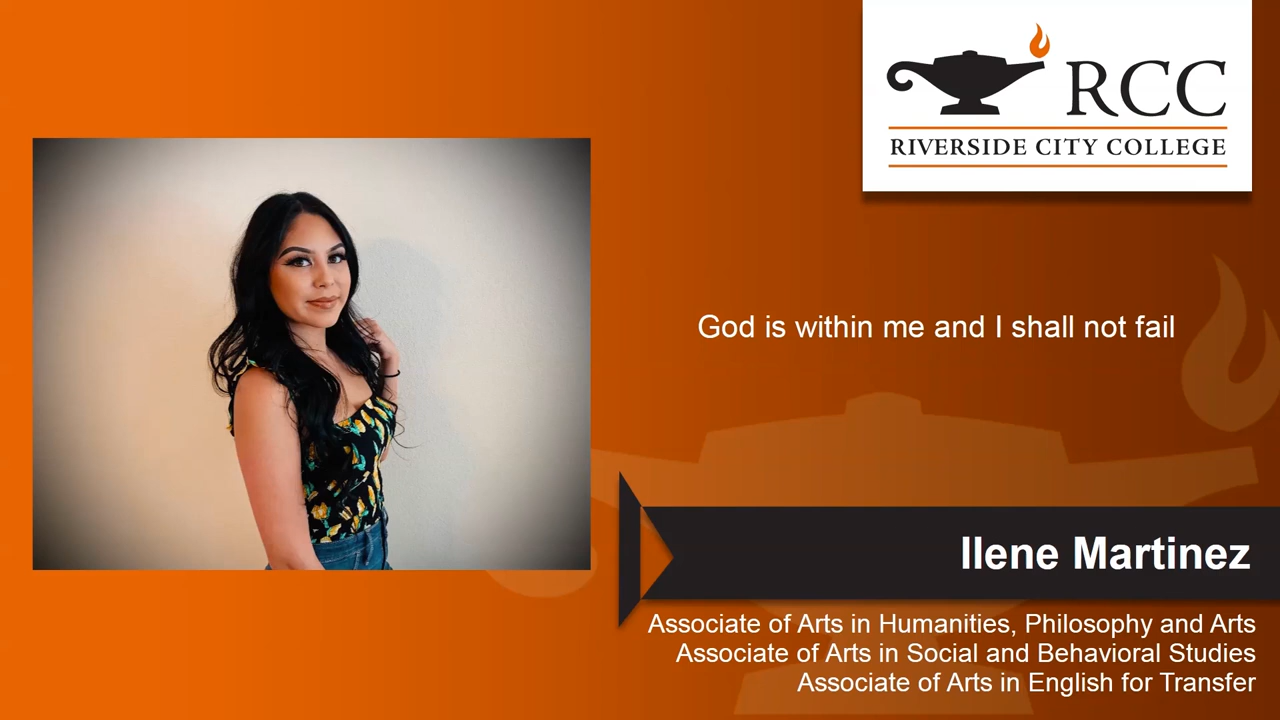 RCC
RIVERSIDE CITY COLLEGE
God is within me and I shall not fail
Ilene Martinez
Associate of Arts in Humanities, Philosophy and Arts
Associate of Arts in Social and Behavioral Studies
Associate of Arts in English for Transfer